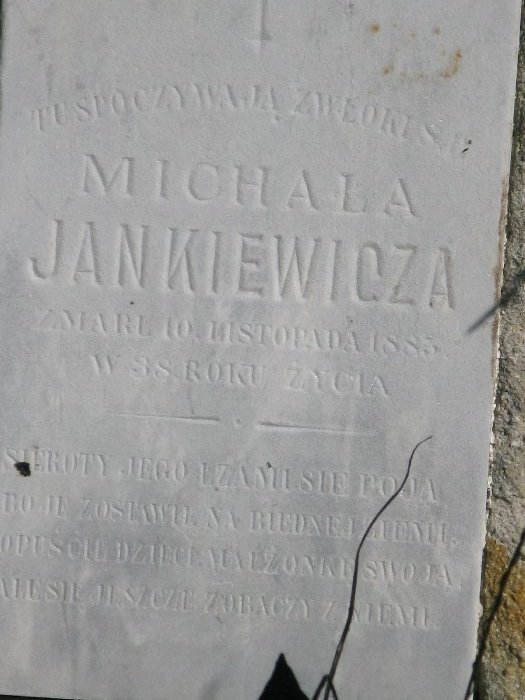 TU SPOCZYWAJĄ ZWŁOKI Ś.P.
MICHAŁA
JANKIEWICZA
ZMARŁ 10. LISTOPADA 1885.
W 38. ROKU ŻYCIA
SIEROTY JEGO ŁZAMI SIE POJĄ
BO JE ZOSTAWIŁ NA BIEDNEJ ZIEMI.
OPUŚCIŁ DZIECI MAŁŻONKĘ SWOJĄ,
ALE SIĘ JESZCZE ZOBACZY Z NIEMI.